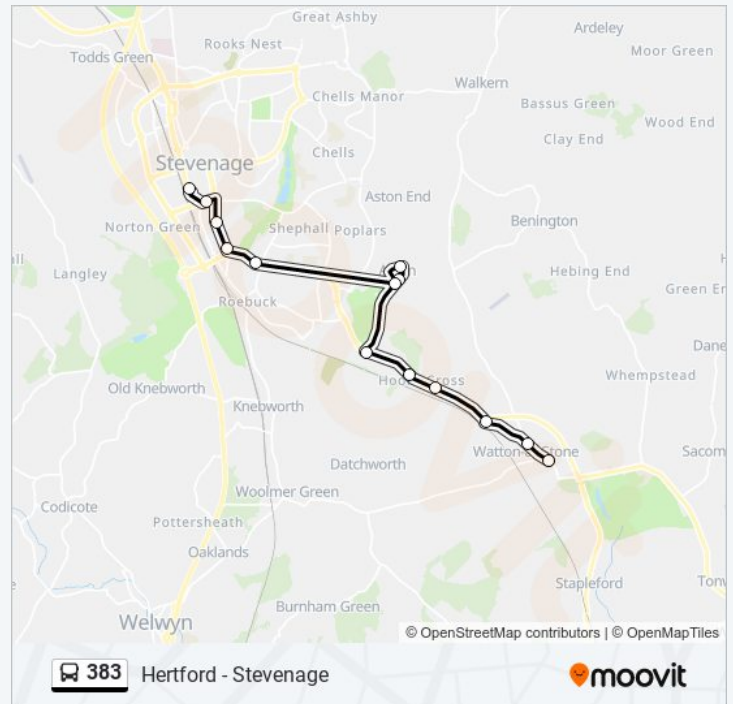 Great Ashby
Ardeley
Rooks Nest
Todds Green
Moor Green
Walkern
Chells Manor
Bassus Green
Wood End
Clay End
Chells
Stevenage
Aston End
Norton Green
Shephall Poplars
Benington
Langley
Hebing End
Green
Roebuck
Dane
Whempstead
Old Knebworth
Knebworth
Watton
Stone
Sacom
Datchworth
Woolmer Green
Codicote
Pottersheath
Oaklands
Stapleford
Burnham Green
Welwyn
© OpenStreetMap contributors | © OpenMapTiles
383 Hertford - Stevenage
moovit